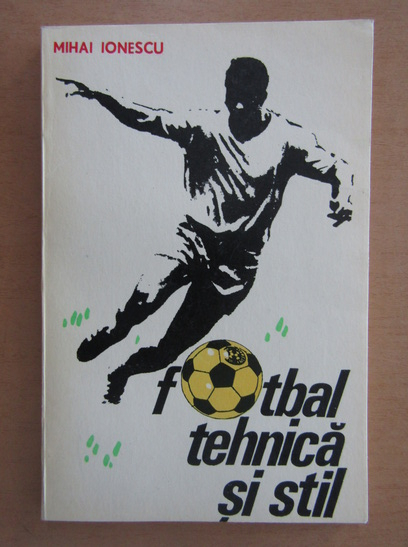 MIHAI IONESCU
fotbal
tehnică
și stil